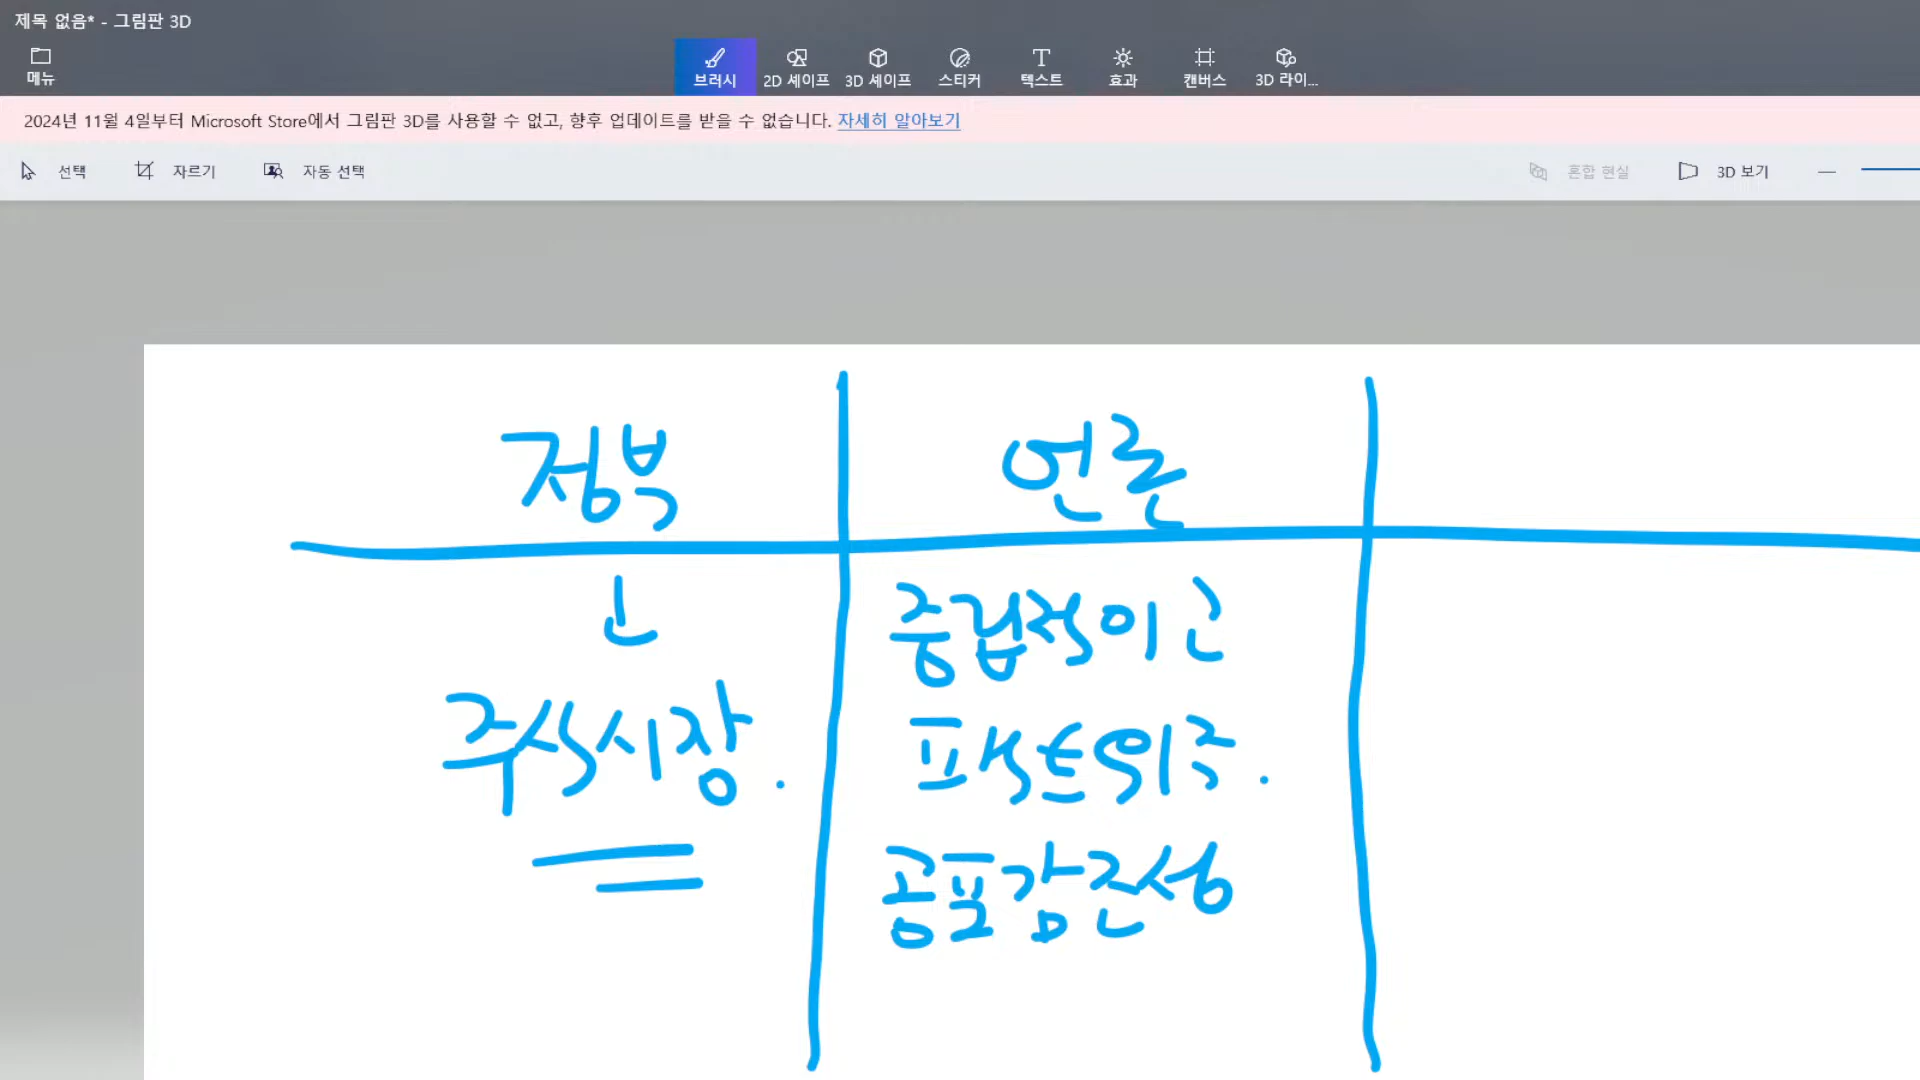 제목 없음* - 그림판 3D
메뉴
브러시 2D 셰이프 3D 셰이프 스티커 텍스트 효과 캔버스 3D 라이...
2024년 11월 4일부터 Microsoft Store에서 그림판 3D를 사용할 수 없고, 향후 업데이트를 받을 수 없습니다. 자세히 알아보기
선택 자르기 자동 선택 혼합 현실 3D 보기
정부 언론
중립적이고
주식시장. 팩트위주.
공포감조성